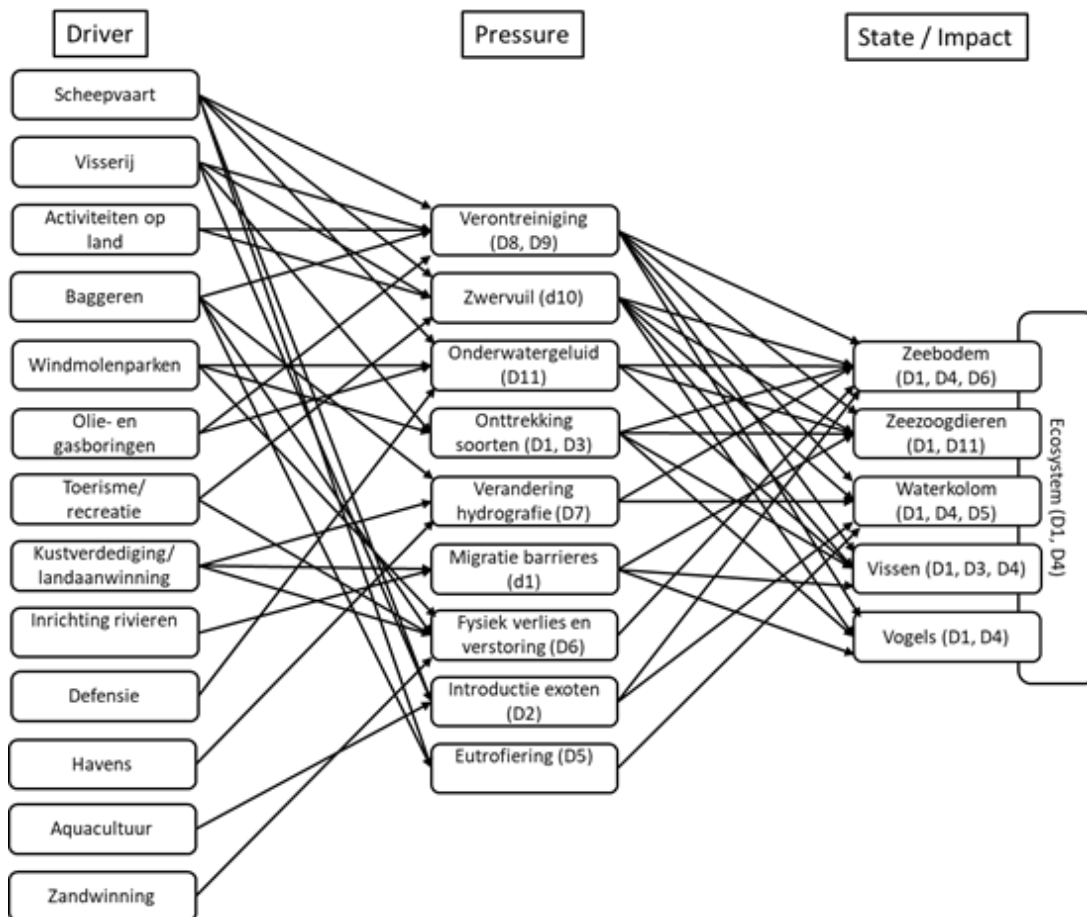 Driver
Pressure
State / Impact
Scheepvaart
Visserij
Activiteiten op
land
Baggeren
Windmolenparken
Olie- en
gasboringen
Toerisme/
recreatie
Kustverdediging/
landaanwinning
Inrichting rivieren
Defensie
Havens
Aquacultuur
Zandwinning
Verontreiniging
(D8, D9)
Zwervuil (d10)
Onderwatergeluid
(D11)
Onttrekking
soorten (D1, D3)
Verandering
hydrografie (D7)
Migratie barrieres
(d1)
Fysiek verlies en
verstoring (D6)
Introductie exoten
(D2)
Eutrofiering (D5)
Zeebodem
(D1, D4, D6)
Zeezoogdieren
(D1, D11)
Waterkolom
(D1, D4, D5)
Vissen (D1, D3, D4)
Vogels (D1, D4)
Ecosystem (D1, D4)